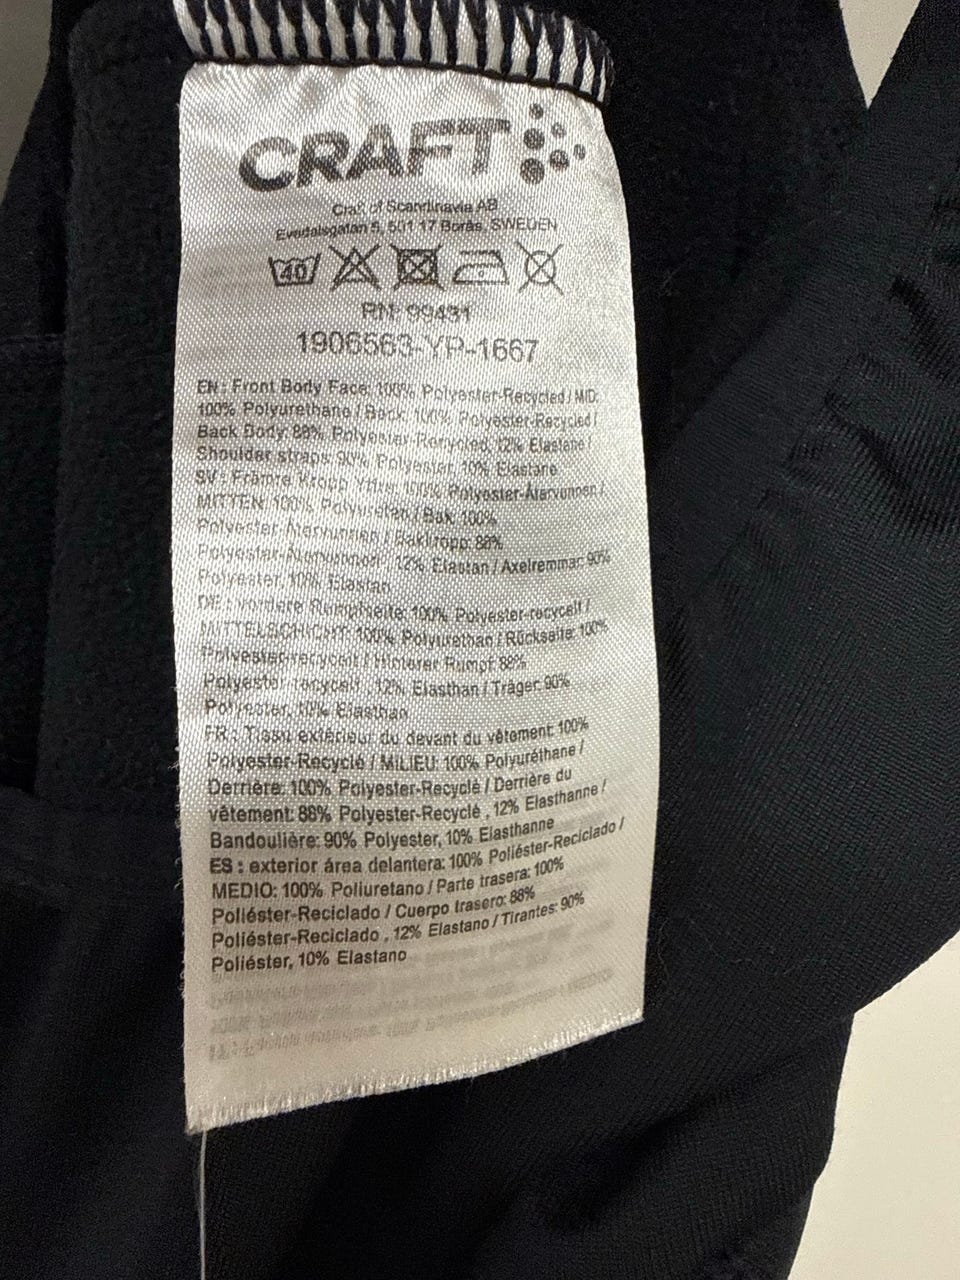 CRAFT
Craft of Scandinavia AB
Evedalsgatan 5, 501 17 Borås, SWEDEN
40
RN: 99431
1906563-YP-1667
EN : Front Body Face: 100% Polyester-Recycled / MID:
100% Polyurethane / Back: 100% Polyester-Recycled /
Back Body: 88% Polyester-Recycled, 12% Elastane /
Shoulder straps: 90% Polyester, 10% Elastane
SV : Främre Kropp Yttre: 100% Polyester-Återvunnen /
MITTEN: 100% Polyuretan / Bak: 100%
Polyester-Återvunnen / Bakkropp: 88%
Polyester-Återvunnen , 12% Elastan / Axelremmar: 90%
Polyester, 10% Elastan
DE : vordere Rumpfseite: 100% Polyester-recycelt /
MITTELSCHICHT: 100% Polyurethan / Rückseite: 100%
Polyester-recycelt / Hinterer Rumpf: 88%
Polyester-recycelt , 12% Elasthan / Träger: 90%
Polyester, 10% Elasthan
FR : Tissu extérieur du devant du vêtement: 100%
Polyester-Recyclé / MILIEU: 100% Polyuréthane /
Derrière: 100% Polyester-Recyclé / Derrière du
vêtement: 88% Polyester-Recyclé , 12% Elasthanne /
Bandoulière: 90% Polyester, 10% Elasthanne
ES : exterior área delantera: 100% Poliéster-Reciclado /
MEDIO: 100% Poliuretano / Parte trasera: 100%
Poliéster-Reciclado / Cuerpo trasero: 88%
Poliéster-Reciclado , 12% Elastano / Tirantes: 90%
Poliéster, 10% Elastano